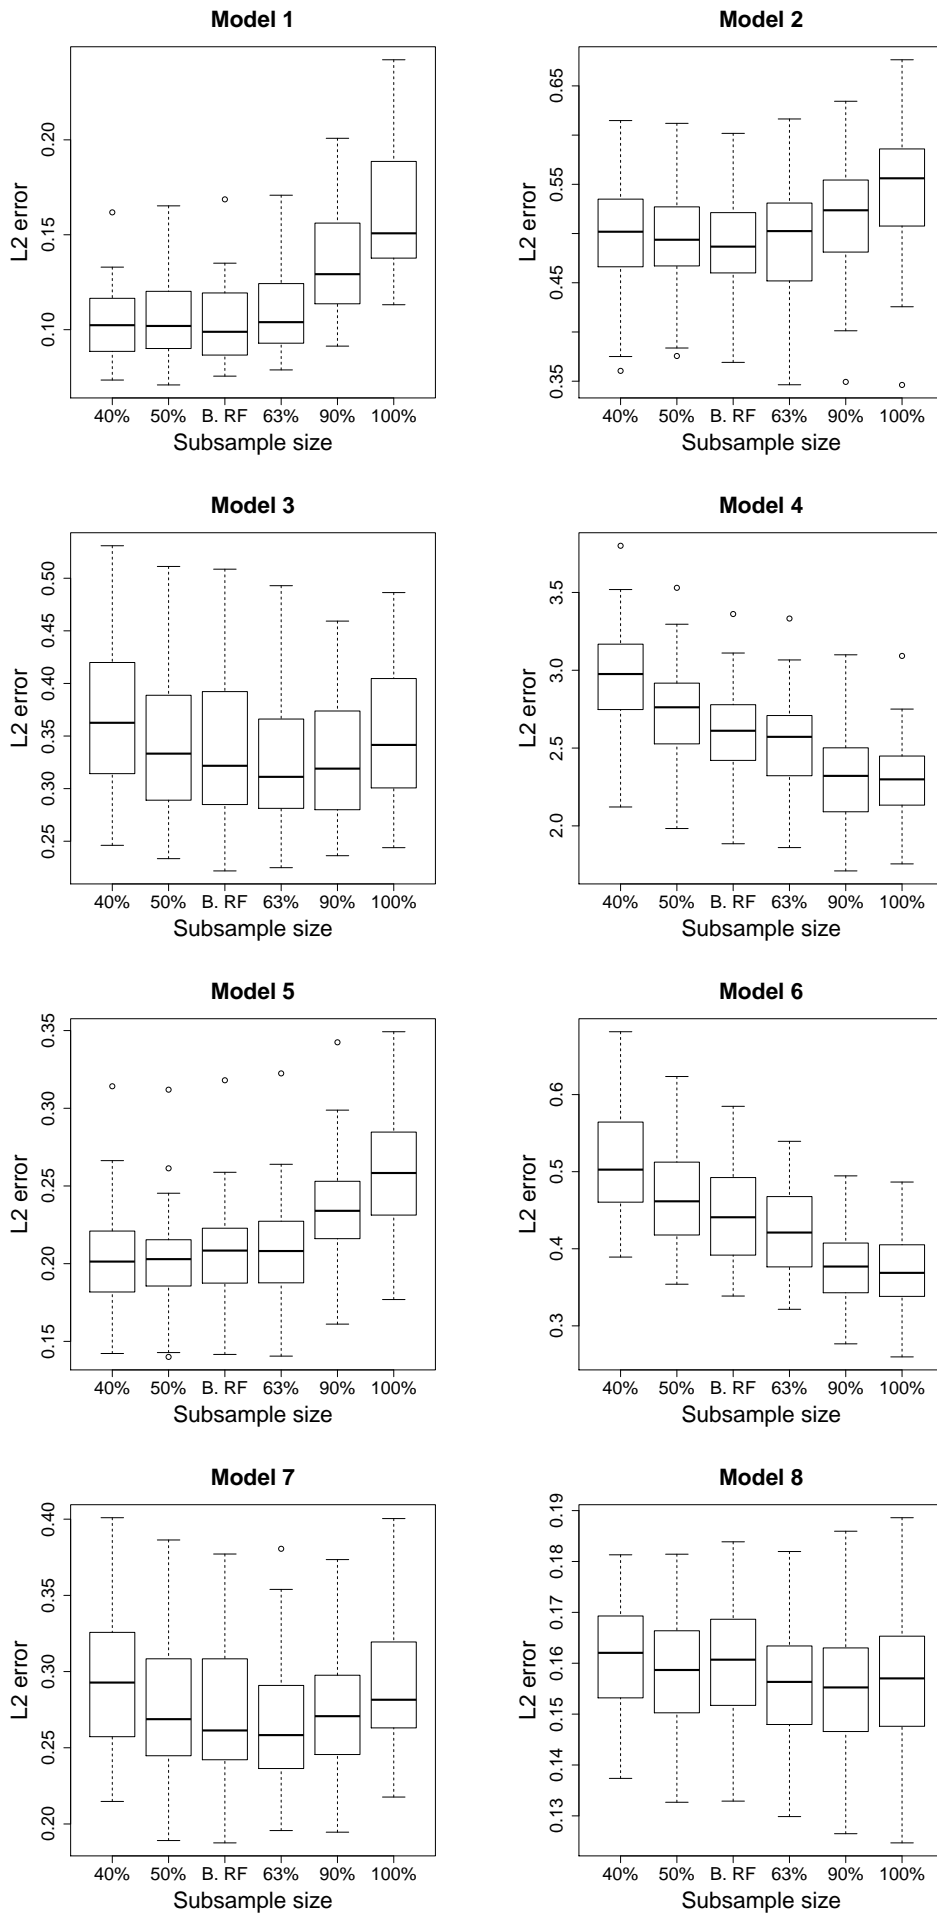 Model 1
L2 error
0.20
0.15
0.10
40% 50% B. RF 63% 90% 100%
Subsample size
Model 2
L2 error
0.65
0.55
0.45
0.35
40% 50% B. RF 63% 90% 100%
Subsample size
Model 3
L2 error
0.50
0.45
0.40
0.35
0.30
0.25
40% 50% B. RF 63% 90% 100%
Subsample size
Model 4
L2 error
3.5
3.0
2.5
2.0
40% 50% B. RF 63% 90% 100%
Subsample size
Model 5
L2 error
0.35
0.30
0.25
0.20
0.15
40% 50% B. RF 63% 90% 100%
Subsample size
Model 6
L2 error
0.6
0.5
0.4
0.3
40% 50% B. RF 63% 90% 100%
Subsample size
Model 7
L2 error
0.40
0.35
0.30
0.25
0.20
40% 50% B. RF 63% 90% 100%
Subsample size
Model 8
L2 error
0.19
0.18
0.17
0.16
0.15
0.14
0.13
40% 50% B. RF 63% 90% 100%
Subsample size